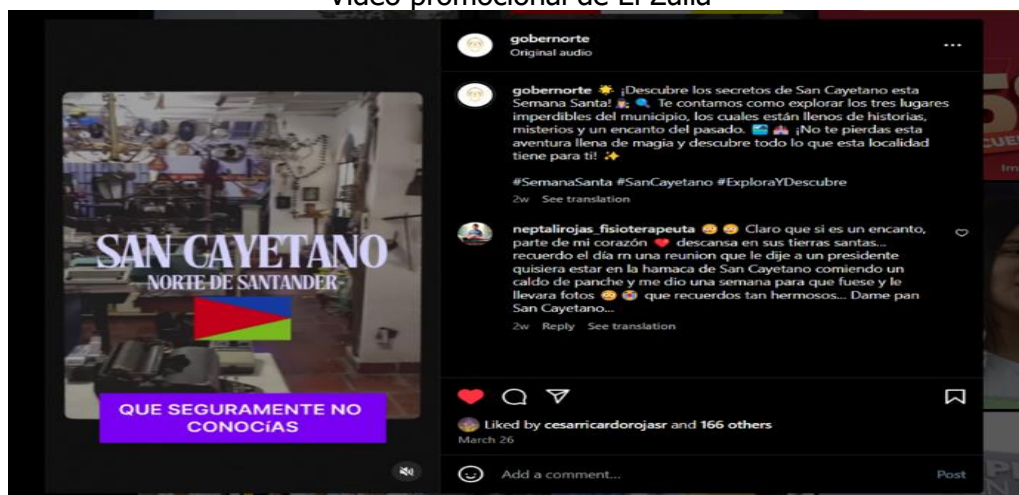 Video promocional de El Zulia
gobernorte
Original audio
gobernorte ☀️ ¡Descubre los secretos de San Cayetano esta
Semana Santa! 🔍 Te contamos como explorar los tres lugares
imperdibles del municipio, los cuales están llenos de historias,
misterios y un encanto del pasado. ¡No te pierdas esta
aventura llena de magia y descubre todo lo que esta localidad
tiene para ti! ✨
#SemanaSanta #SanCayetano #ExploraYDescubre
2w See translation
neptalirojas_fisioterapeuta Claro que si es un encanto,
parte de mi corazón ❤️ descansa en sus tierras santas...
recuerdo el día rn una reunion que le dije a un presidente
quisiera estar en la hamaca de San Cayetano comiendo un
caldo de panche y me dio una semana para que fuese y le
llevara fotos que recuerdos tan hermosos... Dame pan
San Cayetano...
2w Reply See translation
SAN CAYETANO
NORTE DE SANTANDER-
QUE SEGURAMENTE NO
CONOCíAS
Liked by cesarricardorojasr and 166 others
March 26
Add a comment...
Post